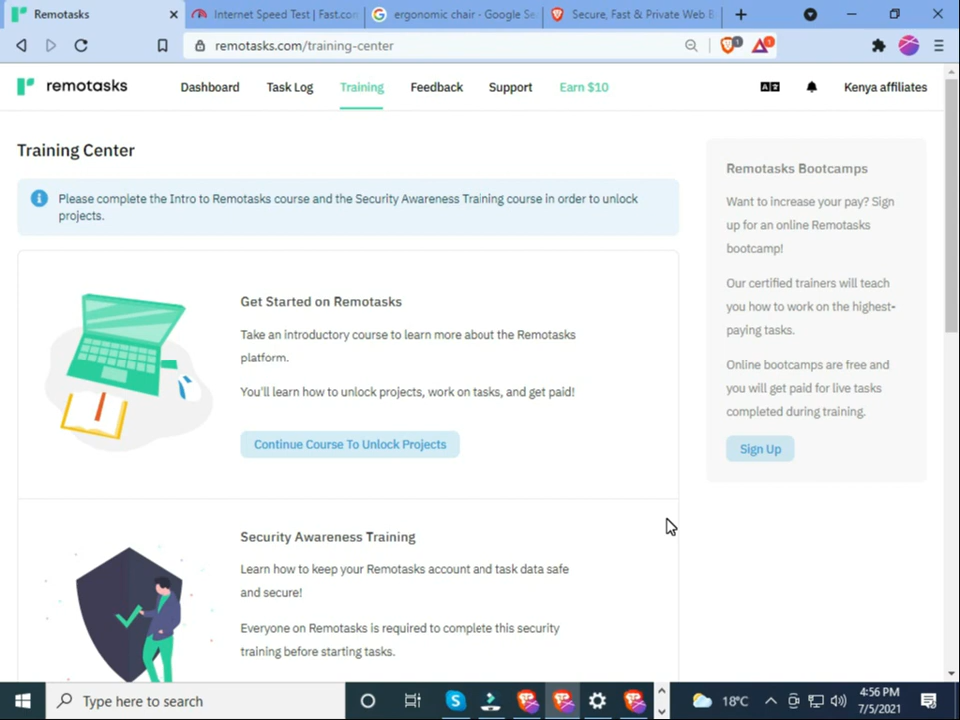 Remotasks
Internet Speed Test | Fast.con
ergonomic chair - Google Se
Secure, Fast & Private Web B
remotasks.com/training-center
1
1
remotasks
Dashboard
Task Log
Training
Feedback
Support
Earn $10
Kenya affiliates
Training Center
Please complete the Intro to Remotasks course and the Security Awareness Training course in order to unlock
projects.
Get Started on Remotasks
Take an introductory course to learn more about the Remotasks
platform.
You'll learn how to unlock projects, work on tasks, and get paid!
Continue Course To Unlock Projects
Security Awareness Training
Learn how to keep your Remotasks account and task data safe
and secure!
Everyone on Remotasks is required to complete this security
training before starting tasks.
Remotasks Bootcamps
Want to increase your pay? Sign
up for an online Remotasks
bootcamp!
Our certified trainers will teach
you how to work on the highest-
paying tasks.
Online bootcamps are free and
you will get paid for live tasks
completed during training.
Sign Up
Type here to search
18°C
4:56 PM
7/5/2021